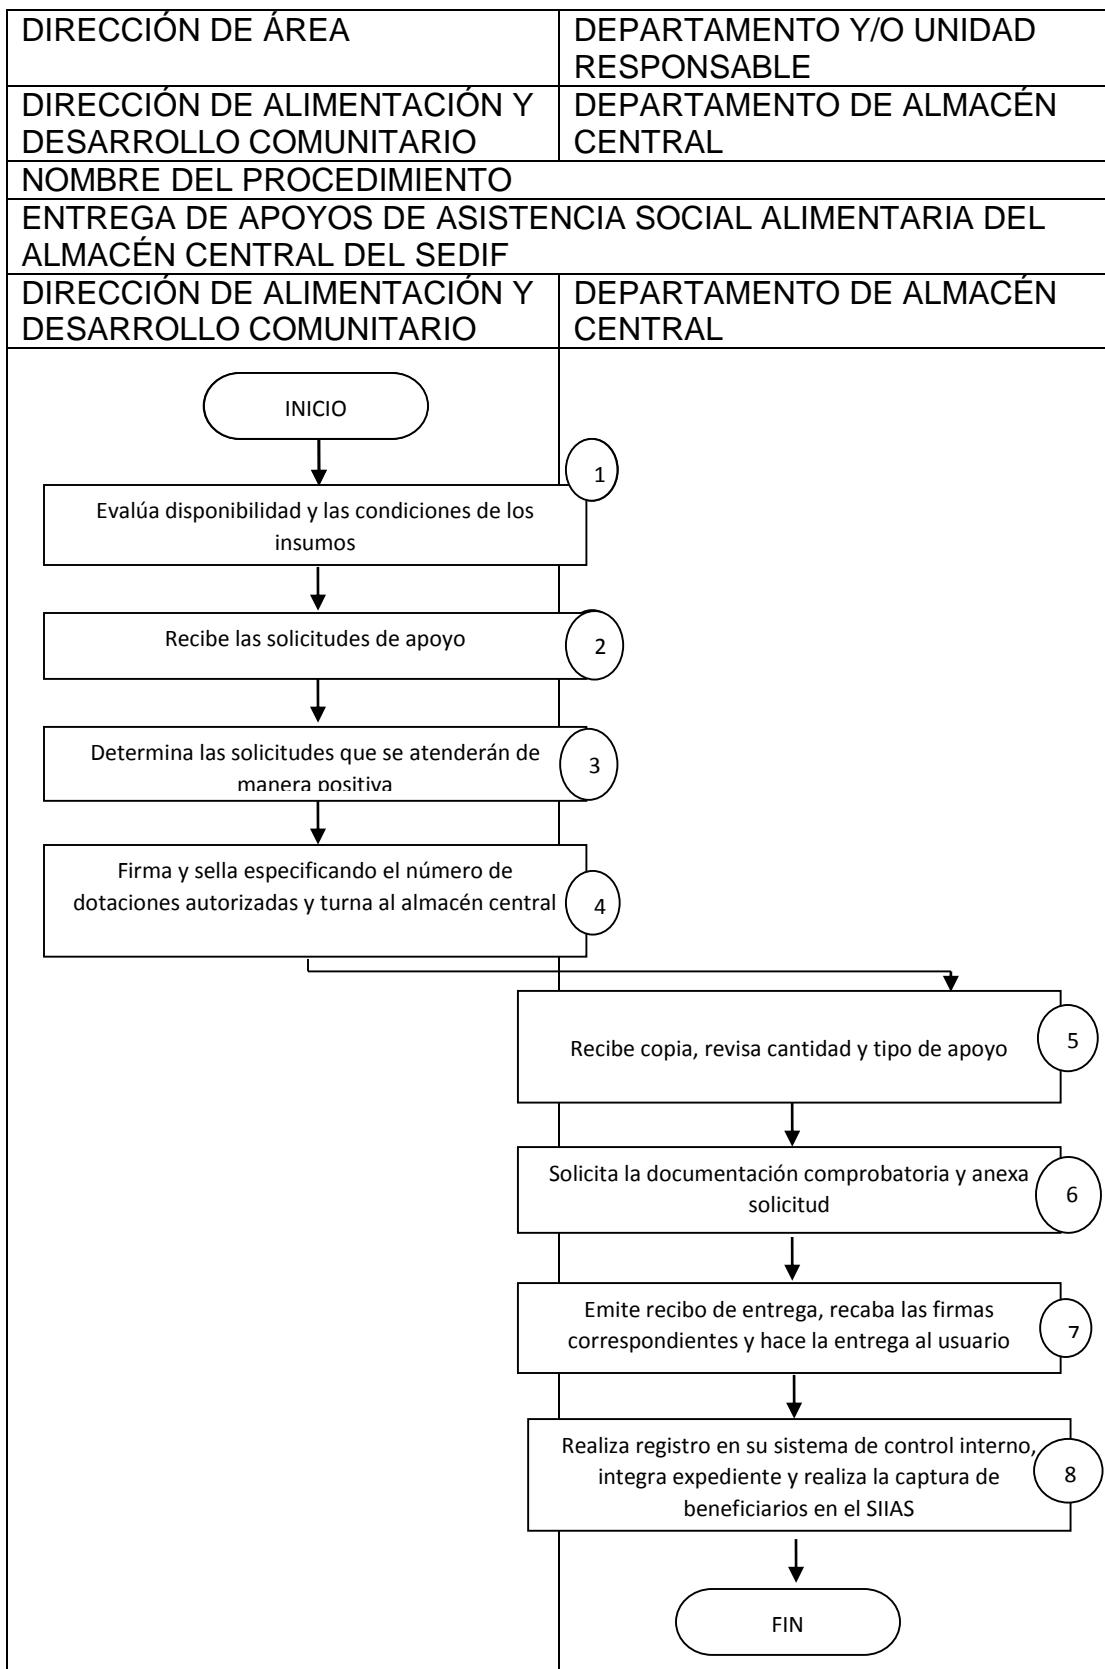 DIRECCIÓN DE ÁREA
DEPARTAMENTO Y/O UNIDAD
RESPONSABLE
DIRECCIÓN DE ALIMENTACIÓN Y
DESARROLLO COMUNITARIO
DEPARTAMENTO DE ALMACÉN
CENTRAL
NOMBRE DEL PROCEDIMIENTO
ENTREGA DE APOYOS DE ASISTENCIA SOCIAL ALIMENTARIA DEL
ALMACÉN CENTRAL DEL SEDIF
DIRECCIÓN DE ALIMENTACIÓN Y
DESARROLLO COMUNITARIO
DEPARTAMENTO DE ALMACÉN
CENTRAL
INICIO
1
Evalúa disponibilidad y las condiciones de los
insumos
Recibe las solicitudes de apoyo
2
Determina las solicitudes que se atenderán de
manera positiva
3
Firma y sella especificando el número de
dotaciones autorizadas y turna al almacén central
4
Recibe copia, revisa cantidad y tipo de apoyo
5
Solicita la documentación comprobatoria y anexa
solicitud
6
Emite recibo de entrega, recaba las firmas
correspondientes y hace la entrega al usuario
7
Realiza registro en su sistema de control interno,
integra expediente y realiza la captura de
beneficiarios en el SIIAS
8
FIN